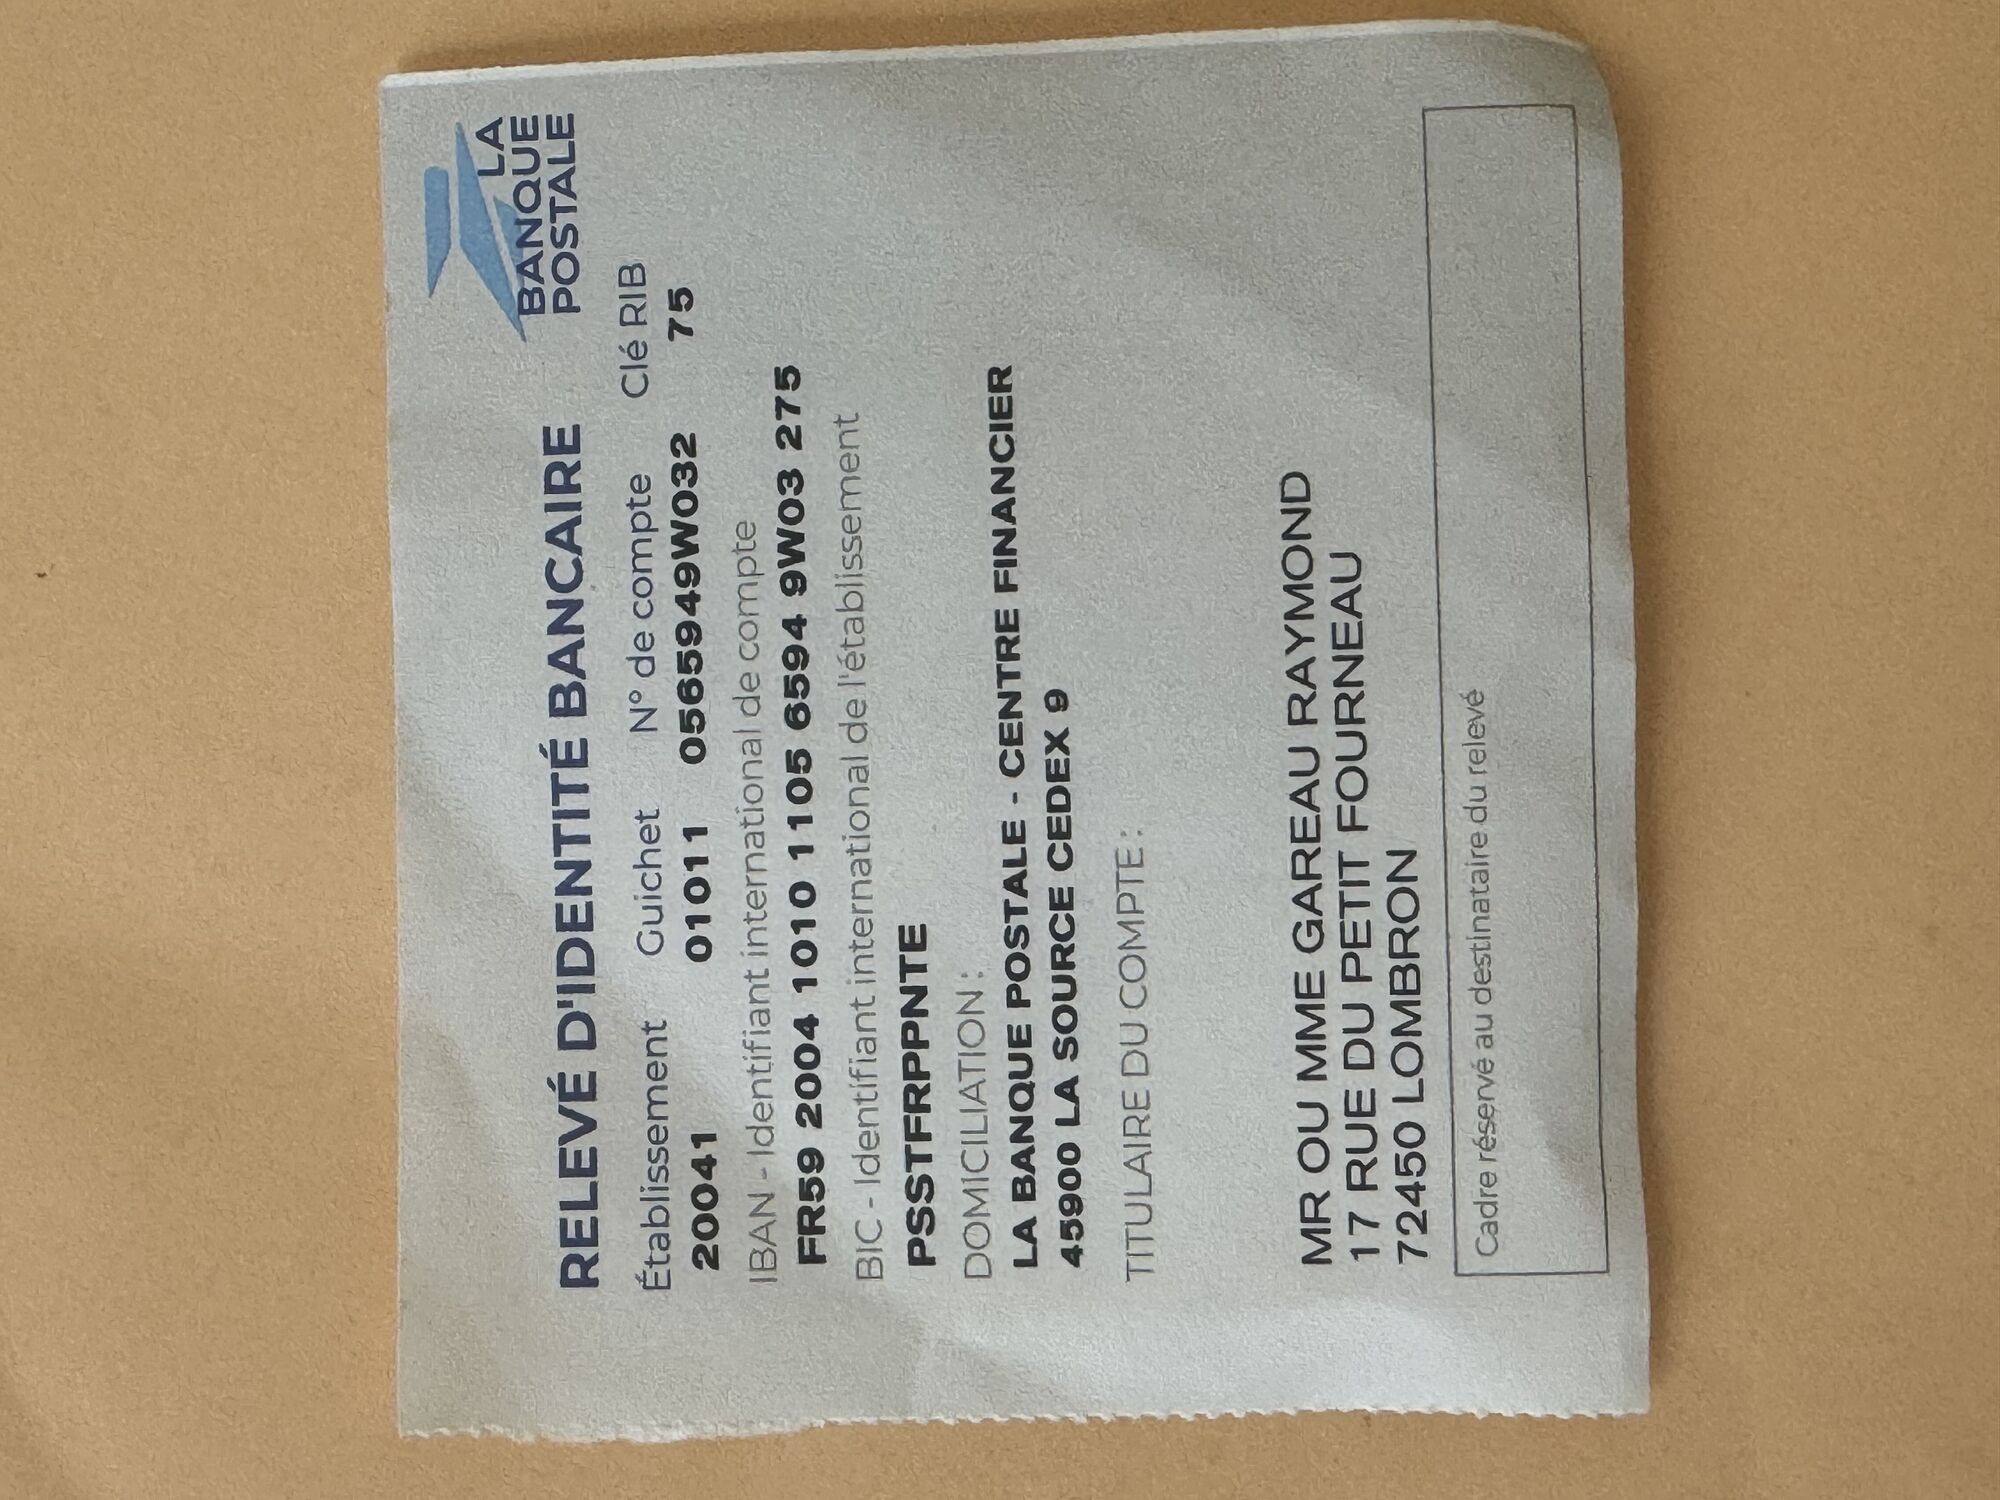 LA
BANQUE
POSTALE
RELEVÉ D'IDENTITÉ BANCAIRE
Établissement Guichet N° de compte Clé RIB
20041 01011 0565949W032 75
IBAN - Identifiant international de compte
FR59 2004 1010 1105 6594 9W03 275
BIC - Identifiant international de l'établissement
PSSTFRPPNTE
DOMICILIATION :
LA BANQUE POSTALE - CENTRE FINANCIER
45900 LA SOURCE CEDEX 9
TITULAIRE DU COMPTE :
MR OU MME GAREAU RAYMOND
17 RUE DU PETIT FOURNEAU
72450 LOMBRON
Cadre réservé au destinataire du relevé